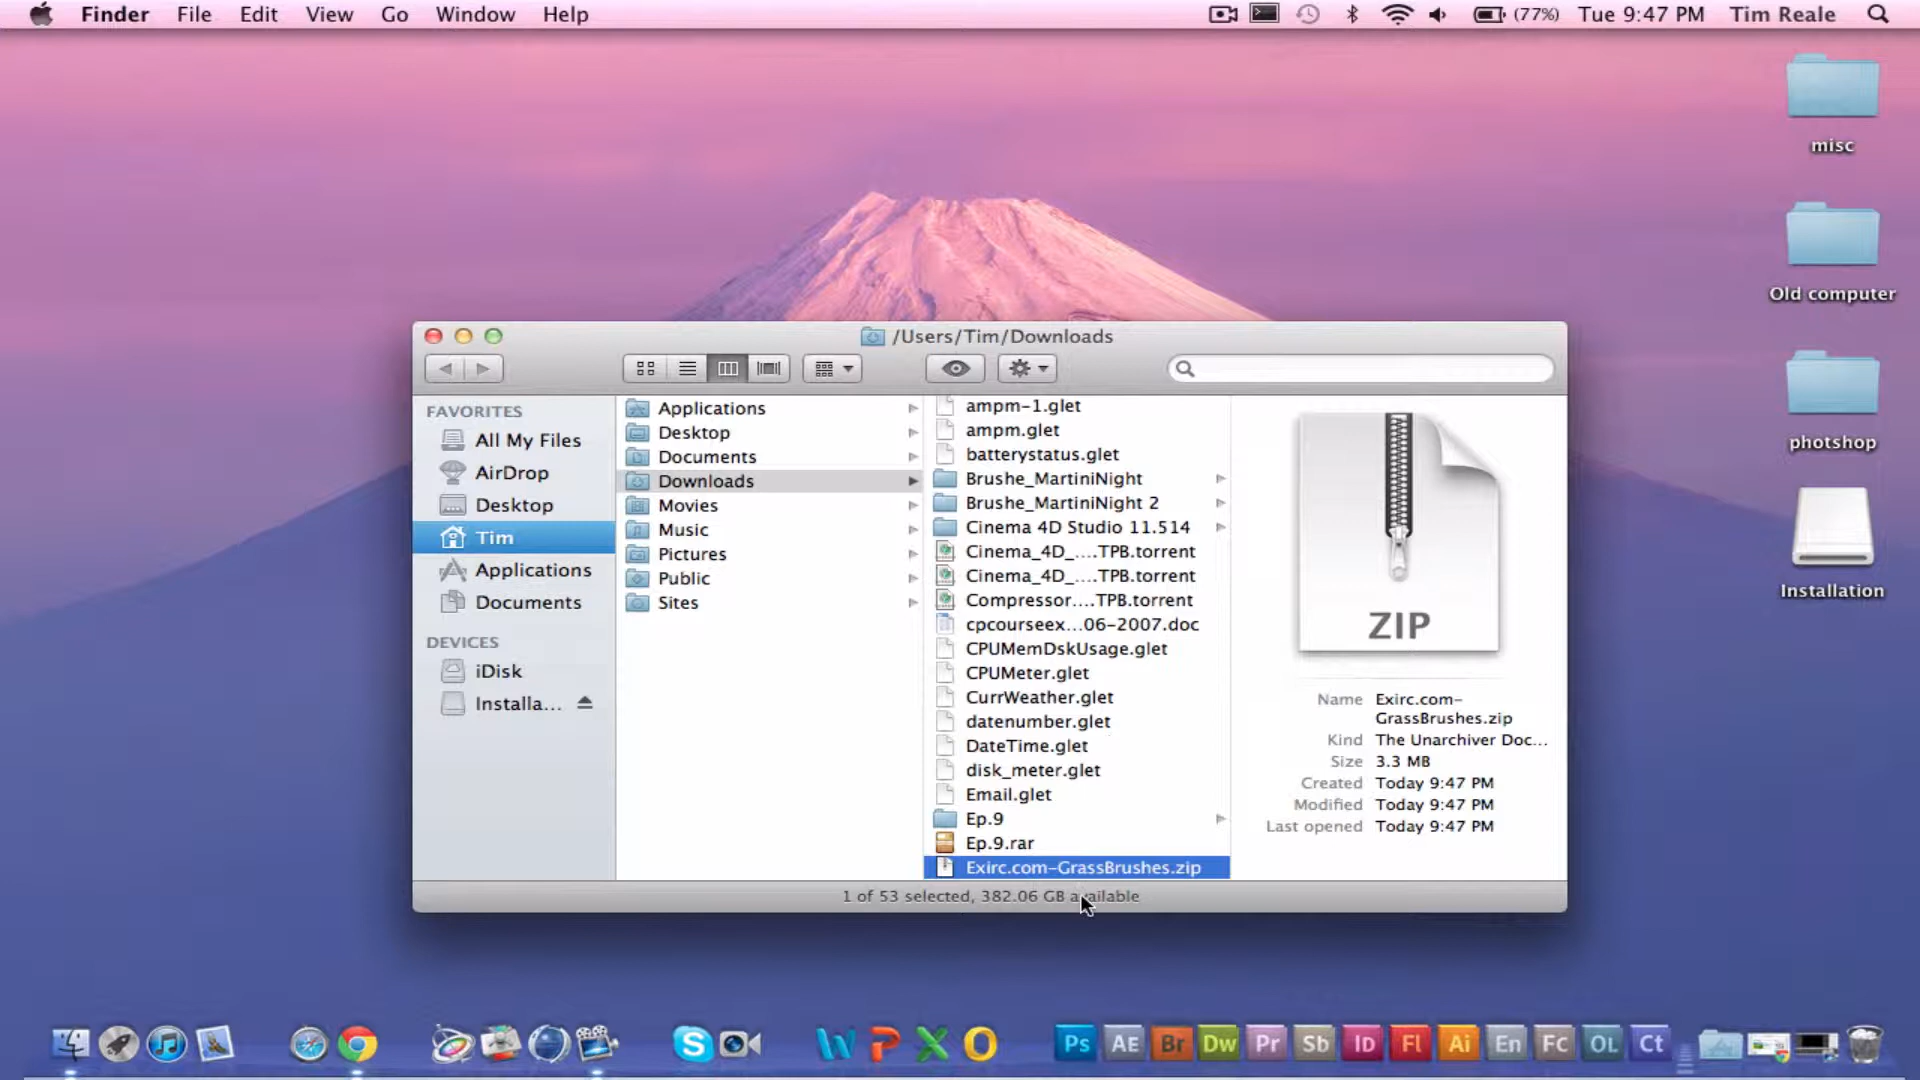 Finder File Edit View Go Window Help (77%) Tue 9:47 PM Tim Reale
misc
Old computer
photshop
Installation
/Users/Tim/Downloads
FAVORITES
All My Files
AirDrop
Desktop
Tim
Applications
Documents
DEVICES
iDisk
Installa...
Applications
Desktop
Documents
Downloads
Movies
Music
Pictures
Public
Sites
ampm-1.glet
ampm.glet
batterystatus.glet
Brushe_MartiniNight
Brushe_MartiniNight 2
Cinema 4D Studio 11.514
Cinema_4D_....TPB.torrent
Cinema_4D_....TPB.torrent
Compressor....TPB.torrent
cpcourseex...06-2007.doc
CPUMemDskUsage.glet
CPUMeter.glet
CurrWeather.glet
datenumber.glet
DateTime.glet
disk_meter.glet
Email.glet
Ep.9
Ep.9.rar
Exirc.com-GrassBrushes.zip
ZIP
Name Exirc.com-
GrassBrushes.zip
Kind The Unarchiver Doc...
Size 3.3 MB
Created Today 9:47 PM
Modified Today 9:47 PM
Last opened Today 9:47 PM
1 of 53 selected, 382.06 GB available
Ps AE Br Dw Pr Sb Id Fl Ai En Fc OL Ct